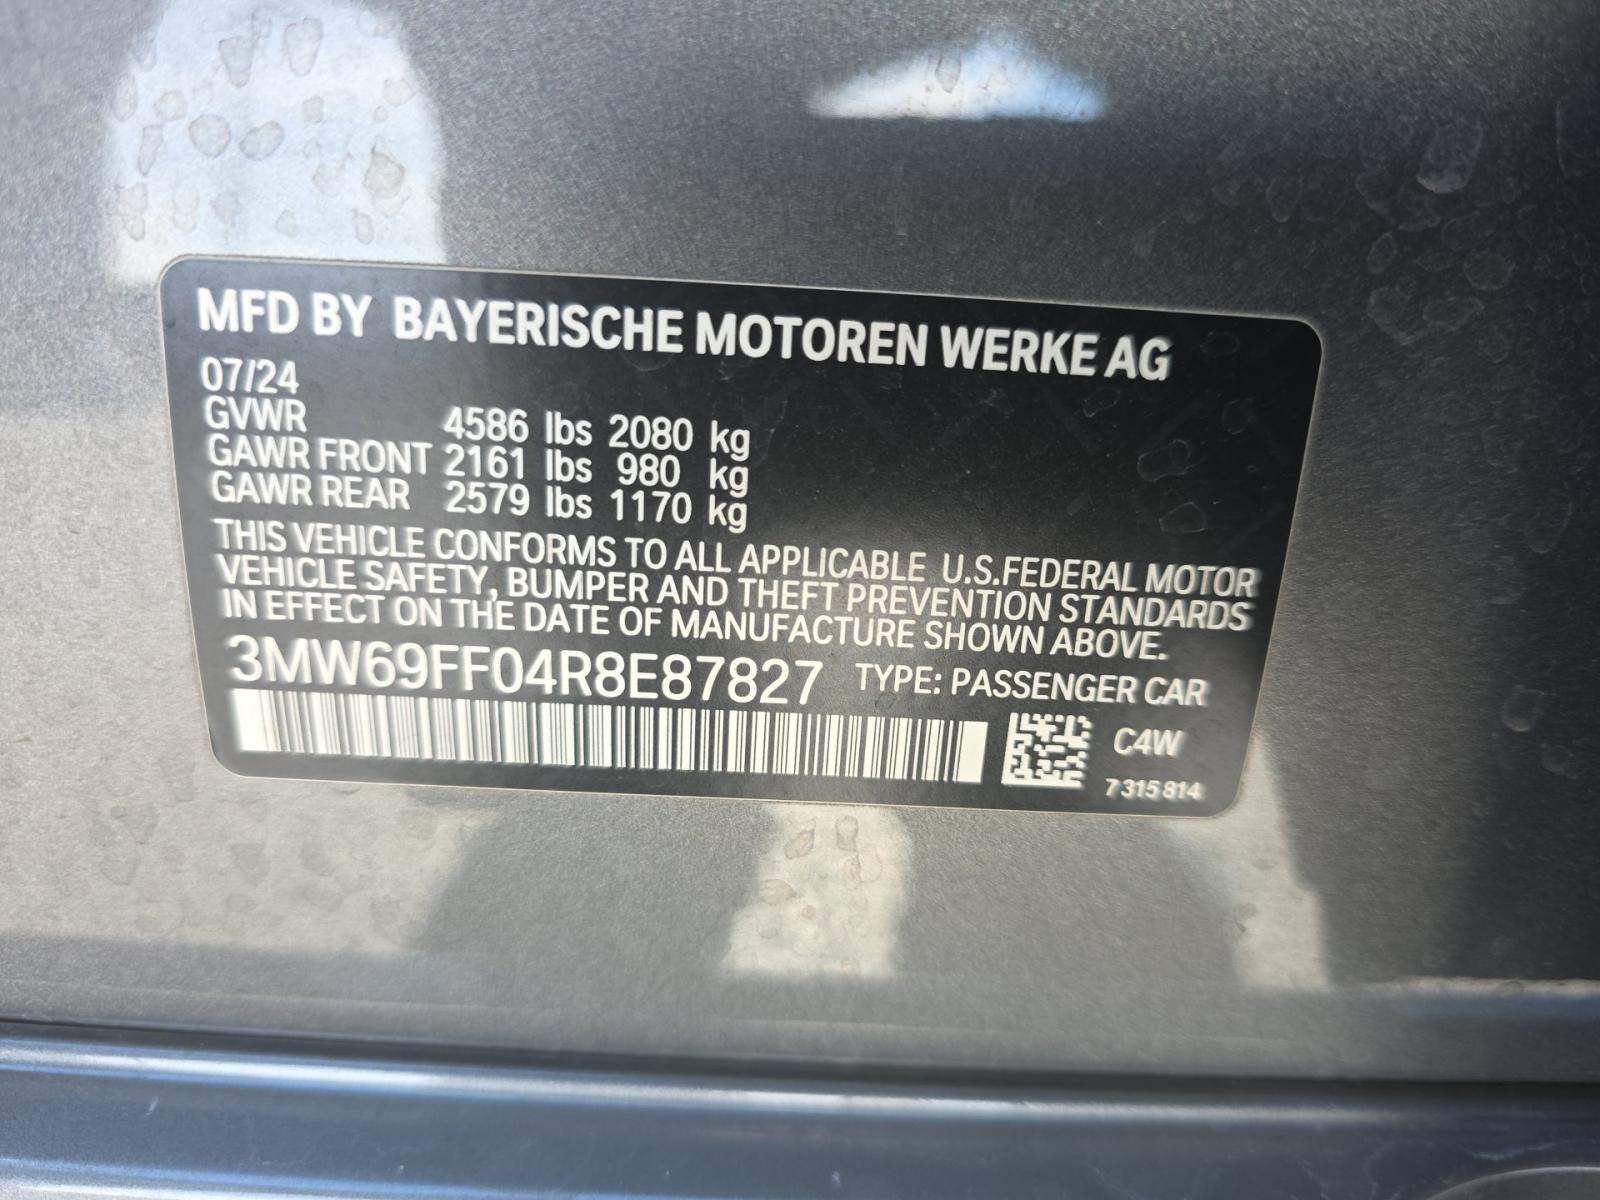 MFD BY BAYERISCHE MOTOREN WERKE AG
07/24
GVWR 4586 lbs 2080 kg
GAWR FRONT 2161 lbs 980 kg
GAWR REAR 2579 lbs 1170 kg
THIS VEHICLE CONFORMS TO ALL APPLICABLE U.S.FEDERAL MOTOR
VEHICLE SAFETY, BUMPER AND THEFT PREVENTION STANDARDS
IN EFFECT ON THE DATE OF MANUFACTURE SHOWN ABOVE.
3MW69FF04R8E87827 TYPE: PASSENGER CAR
C4W
7 315 814